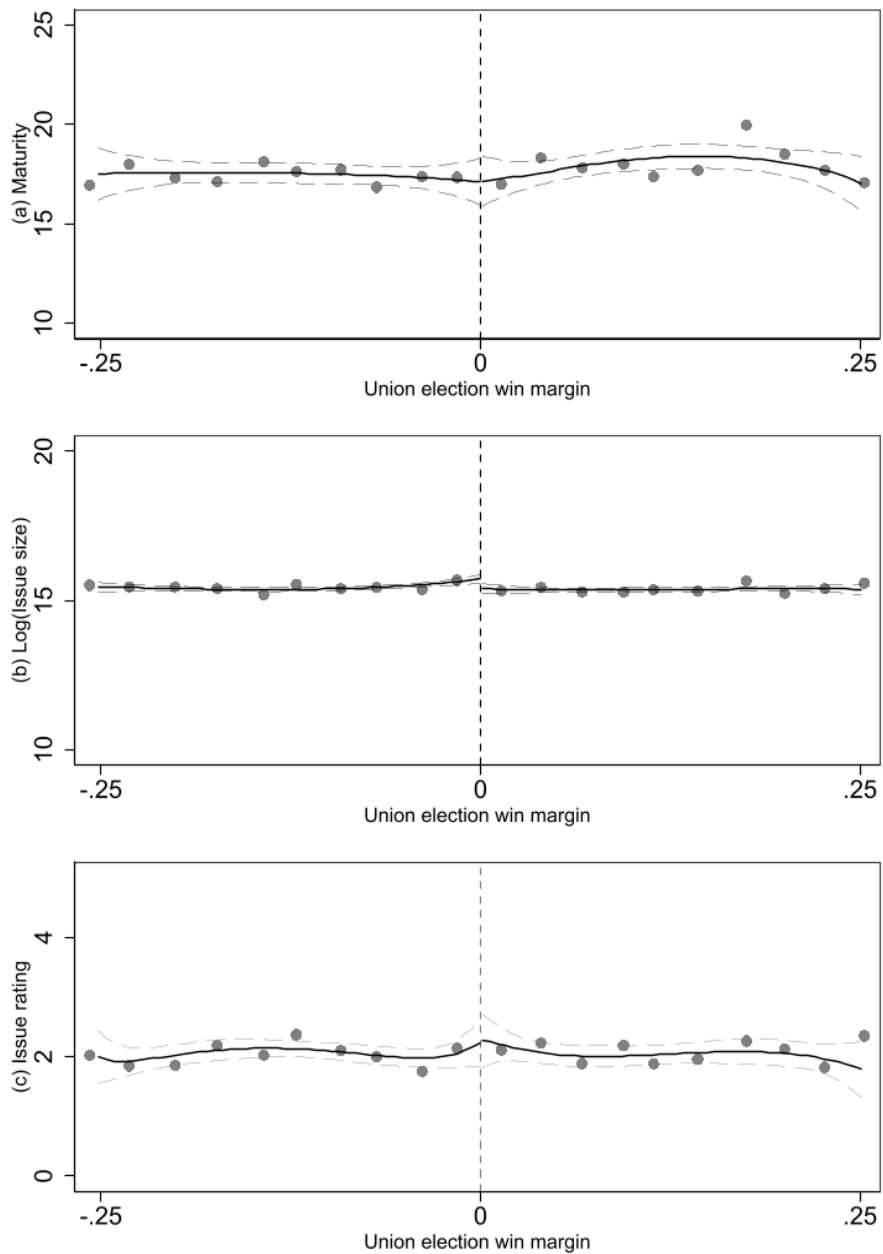 25
20
15
10
(a) Maturity
-.25 0 .25
Union election win margin
20
15
10
(b) Log(Issue size)
-.25 0 .25
Union election win margin
4
2
0
(c) Issue rating
-.25 0 .25
Union election win margin